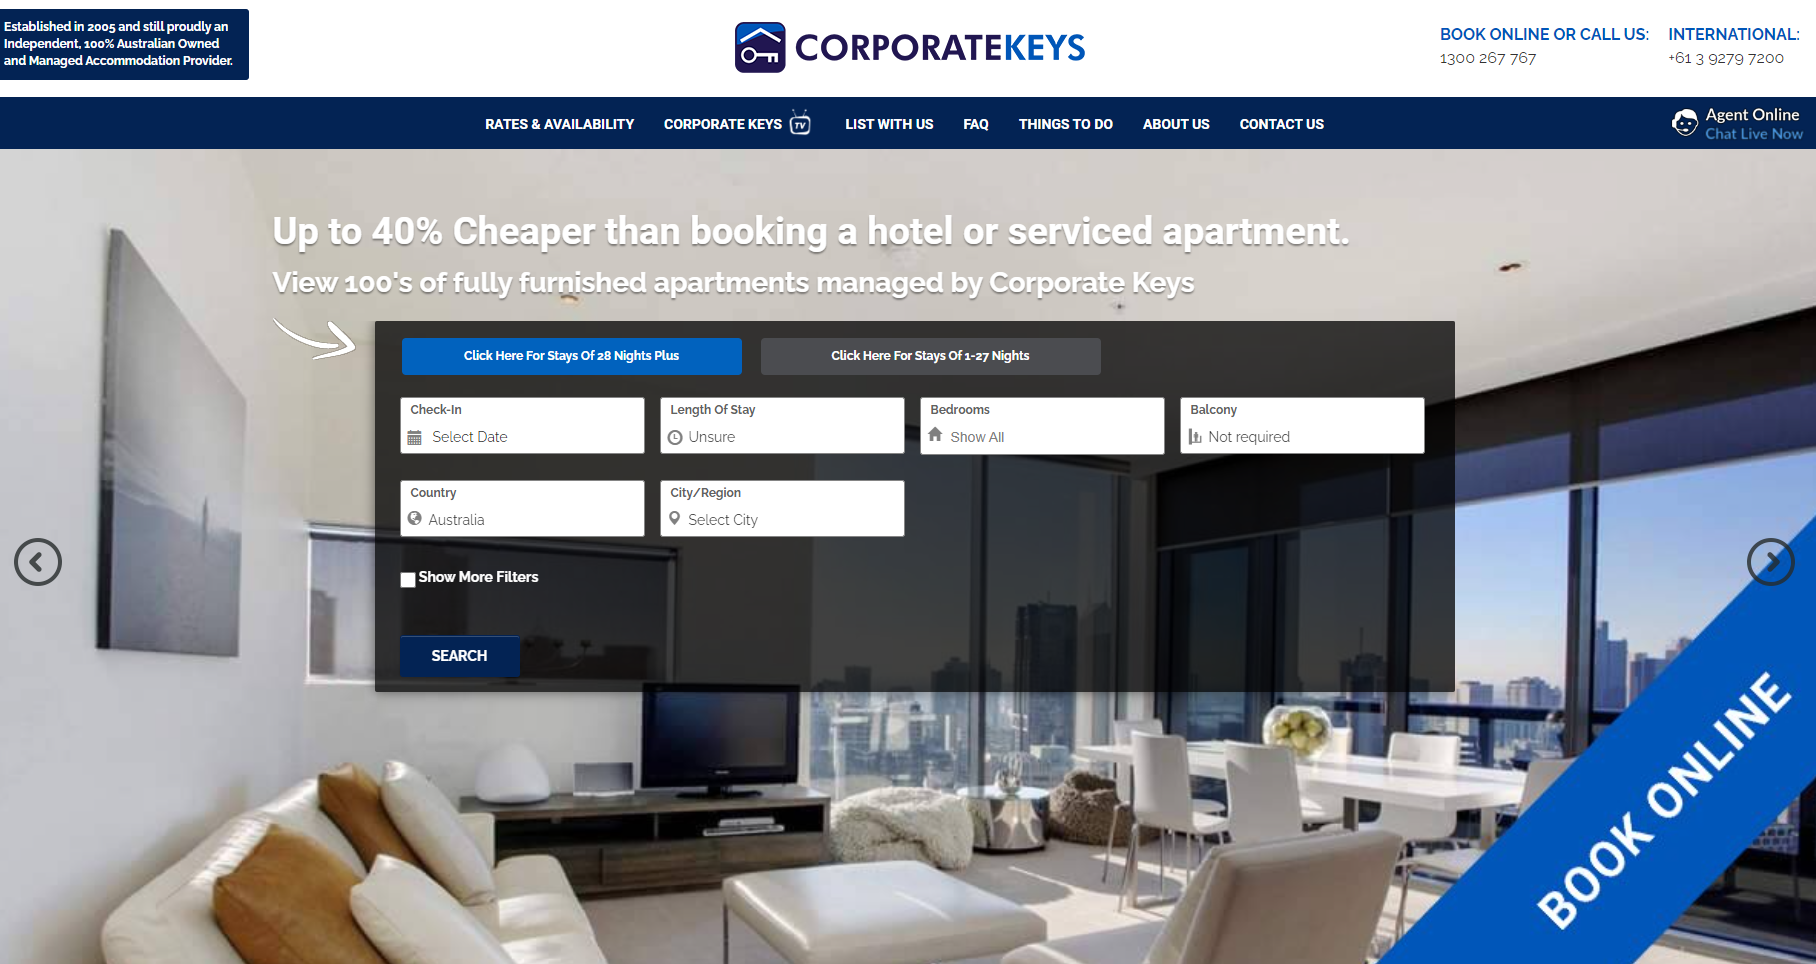 Established in 2005 and still proudly an
Independent, 100% Australian Owned
and Managed Accommodation Provider.
CORPORATEKEYS
BOOK ONLINE OR CALL US:
1300 267 767
INTERNATIONAL:
+61 3 9279 7200
RATES & AVAILABILITY
CORPORATE KEYS TV
LIST WITH US
FAQ
THINGS TO DO
ABOUT US
CONTACT US
Agent Online
Chat Live Now
Up to 40% Cheaper than booking a hotel or serviced apartment.
View 100's of fully furnished apartments managed by Corporate Keys
Click Here For Stays Of 28 Nights Plus
Click Here For Stays Of 1-27 Nights
Check-In
Select Date
Length Of Stay
Unsure
Bedrooms
Show All
Balcony
Not required
Country
Australia
City/Region
Select City
Show More Filters
SEARCH
BOOK ONLINE